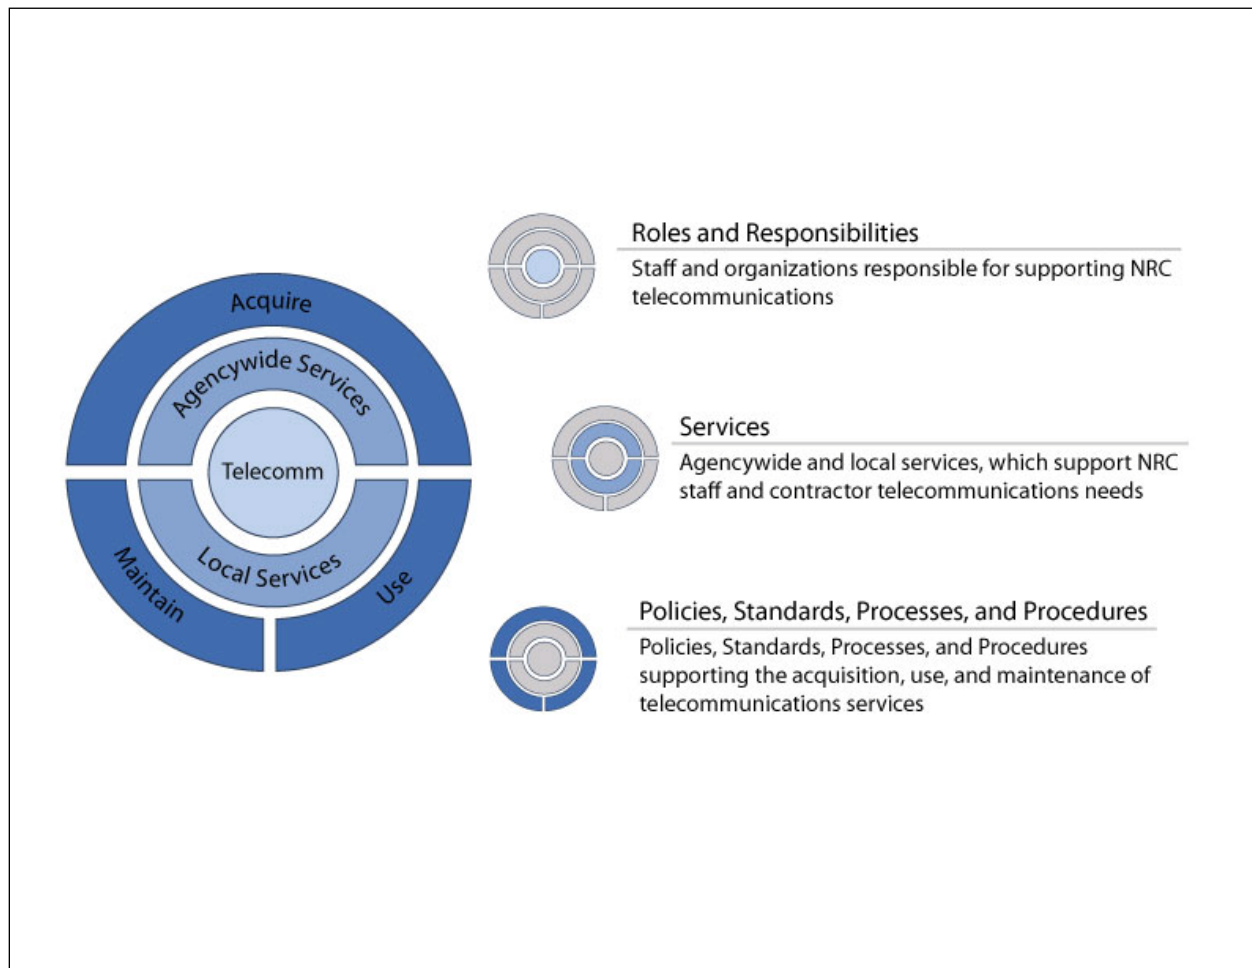 Acquire
Agencywide Services
Telecomm
Local Services
Maintain
Use
Roles and Responsibilities
Staff and organizations responsible for supporting NRC
telecommunications
Services
Agencywide and local services, which support NRC
staff and contractor telecommunications needs
Policies, Standards, Processes, and Procedures
Policies, Standards, Processes, and Procedures
supporting the acquisition, use, and maintenance of
telecommunications services